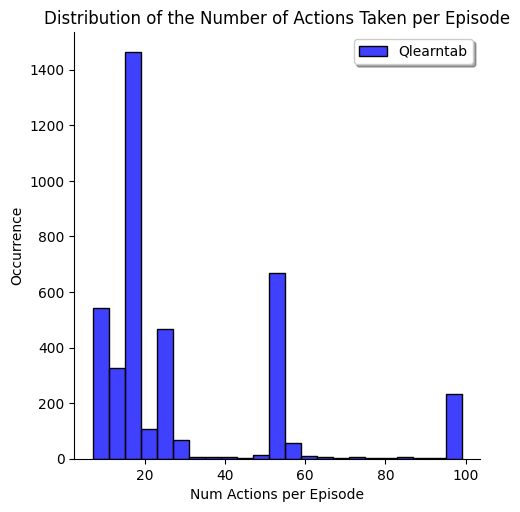 Distribution of the Number of Actions Taken per Episode
Qlearntab
1400
1200
1000
800
600
400
200
0
Occurrence
20 40 60 80 100
Num Actions per Episode